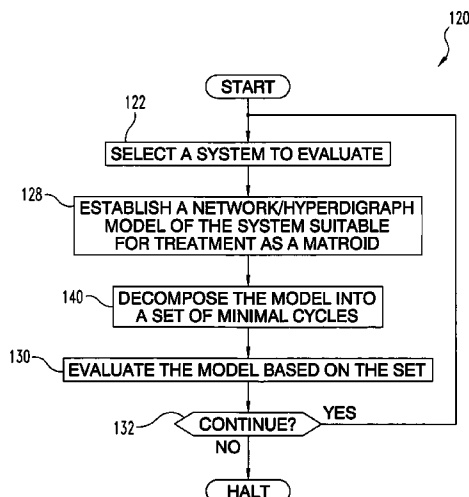 120
START
122
SELECT A SYSTEM TO EVALUATE
128
ESTABLISH A NETWORK/HYPERDIGRAPH
MODEL OF THE SYSTEM SUITABLE
FOR TREATMENT AS A MATROID
140
DECOMPOSE THE MODEL INTO
A SET OF MINIMAL CYCLES
130
EVALUATE THE MODEL BASED ON THE SET
132
CONTINUE?
YES
NO
HALT